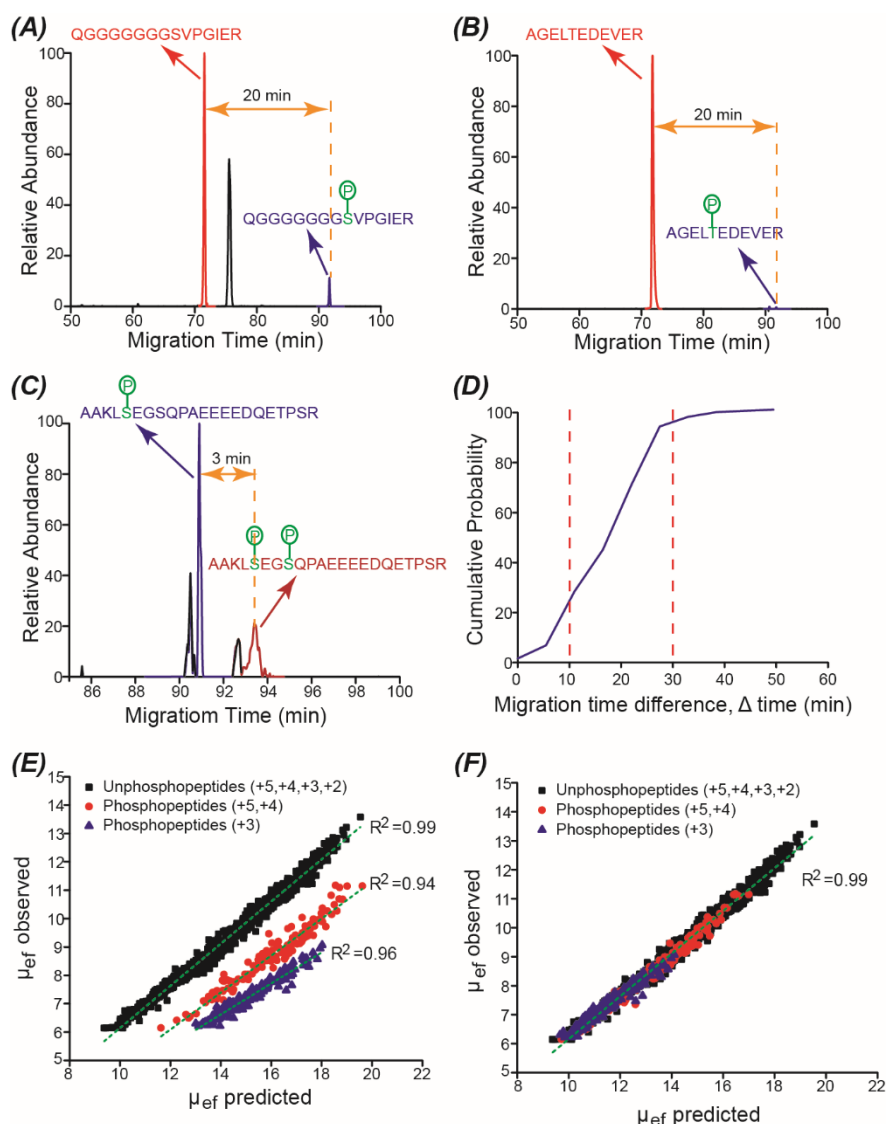 (A)
QGGGGGGGSVPGIER
20 min
P
QGGGGGGGSVPGIER
Relative Abundance
100
80
60
40
20
0
50 60 70 80 90 100
Migration Time (min)
(B)
AGELTEDEVER
20 min
P
AGELTEDEVER
Relative Abundance
100
80
60
40
20
0
50 60 70 80 90 100
Migration Time (min)
(C)
P
AAKLSEGSQPAEEEEDQETPSR
3 min
P P
AAKLSEGSQPAEEEEDQETPSR
Relative Abundance
100
80
60
40
20
0
86 90 92 94 96 98 100
Migratiom Time (min)
(D)
Cumulative Probability
100
80
60
40
20
0
0 10 20 30 40 50 60
Migration time difference, Δ time (min)
(E)
Unphosphopeptides (+5,+4,+3,+2)
Phosphopeptides (+5,+4)
Phosphopeptides (+3)
R²=0.99
R²=0.94
R²=0.96
μef observed
15
14
13
12
11
10
9
8
7
6
5
8 10 12 14 16 18 20 22
μef predicted
(F)
Unphosphopeptides (+5,+4,+3,+2)
Phosphopeptides (+5,+4)
Phosphopeptides (+3)
R²=0.99
μef observed
15
14
13
12
11
10
9
8
7
6
5
8 10 12 14 16 18 20 22
μef predicted